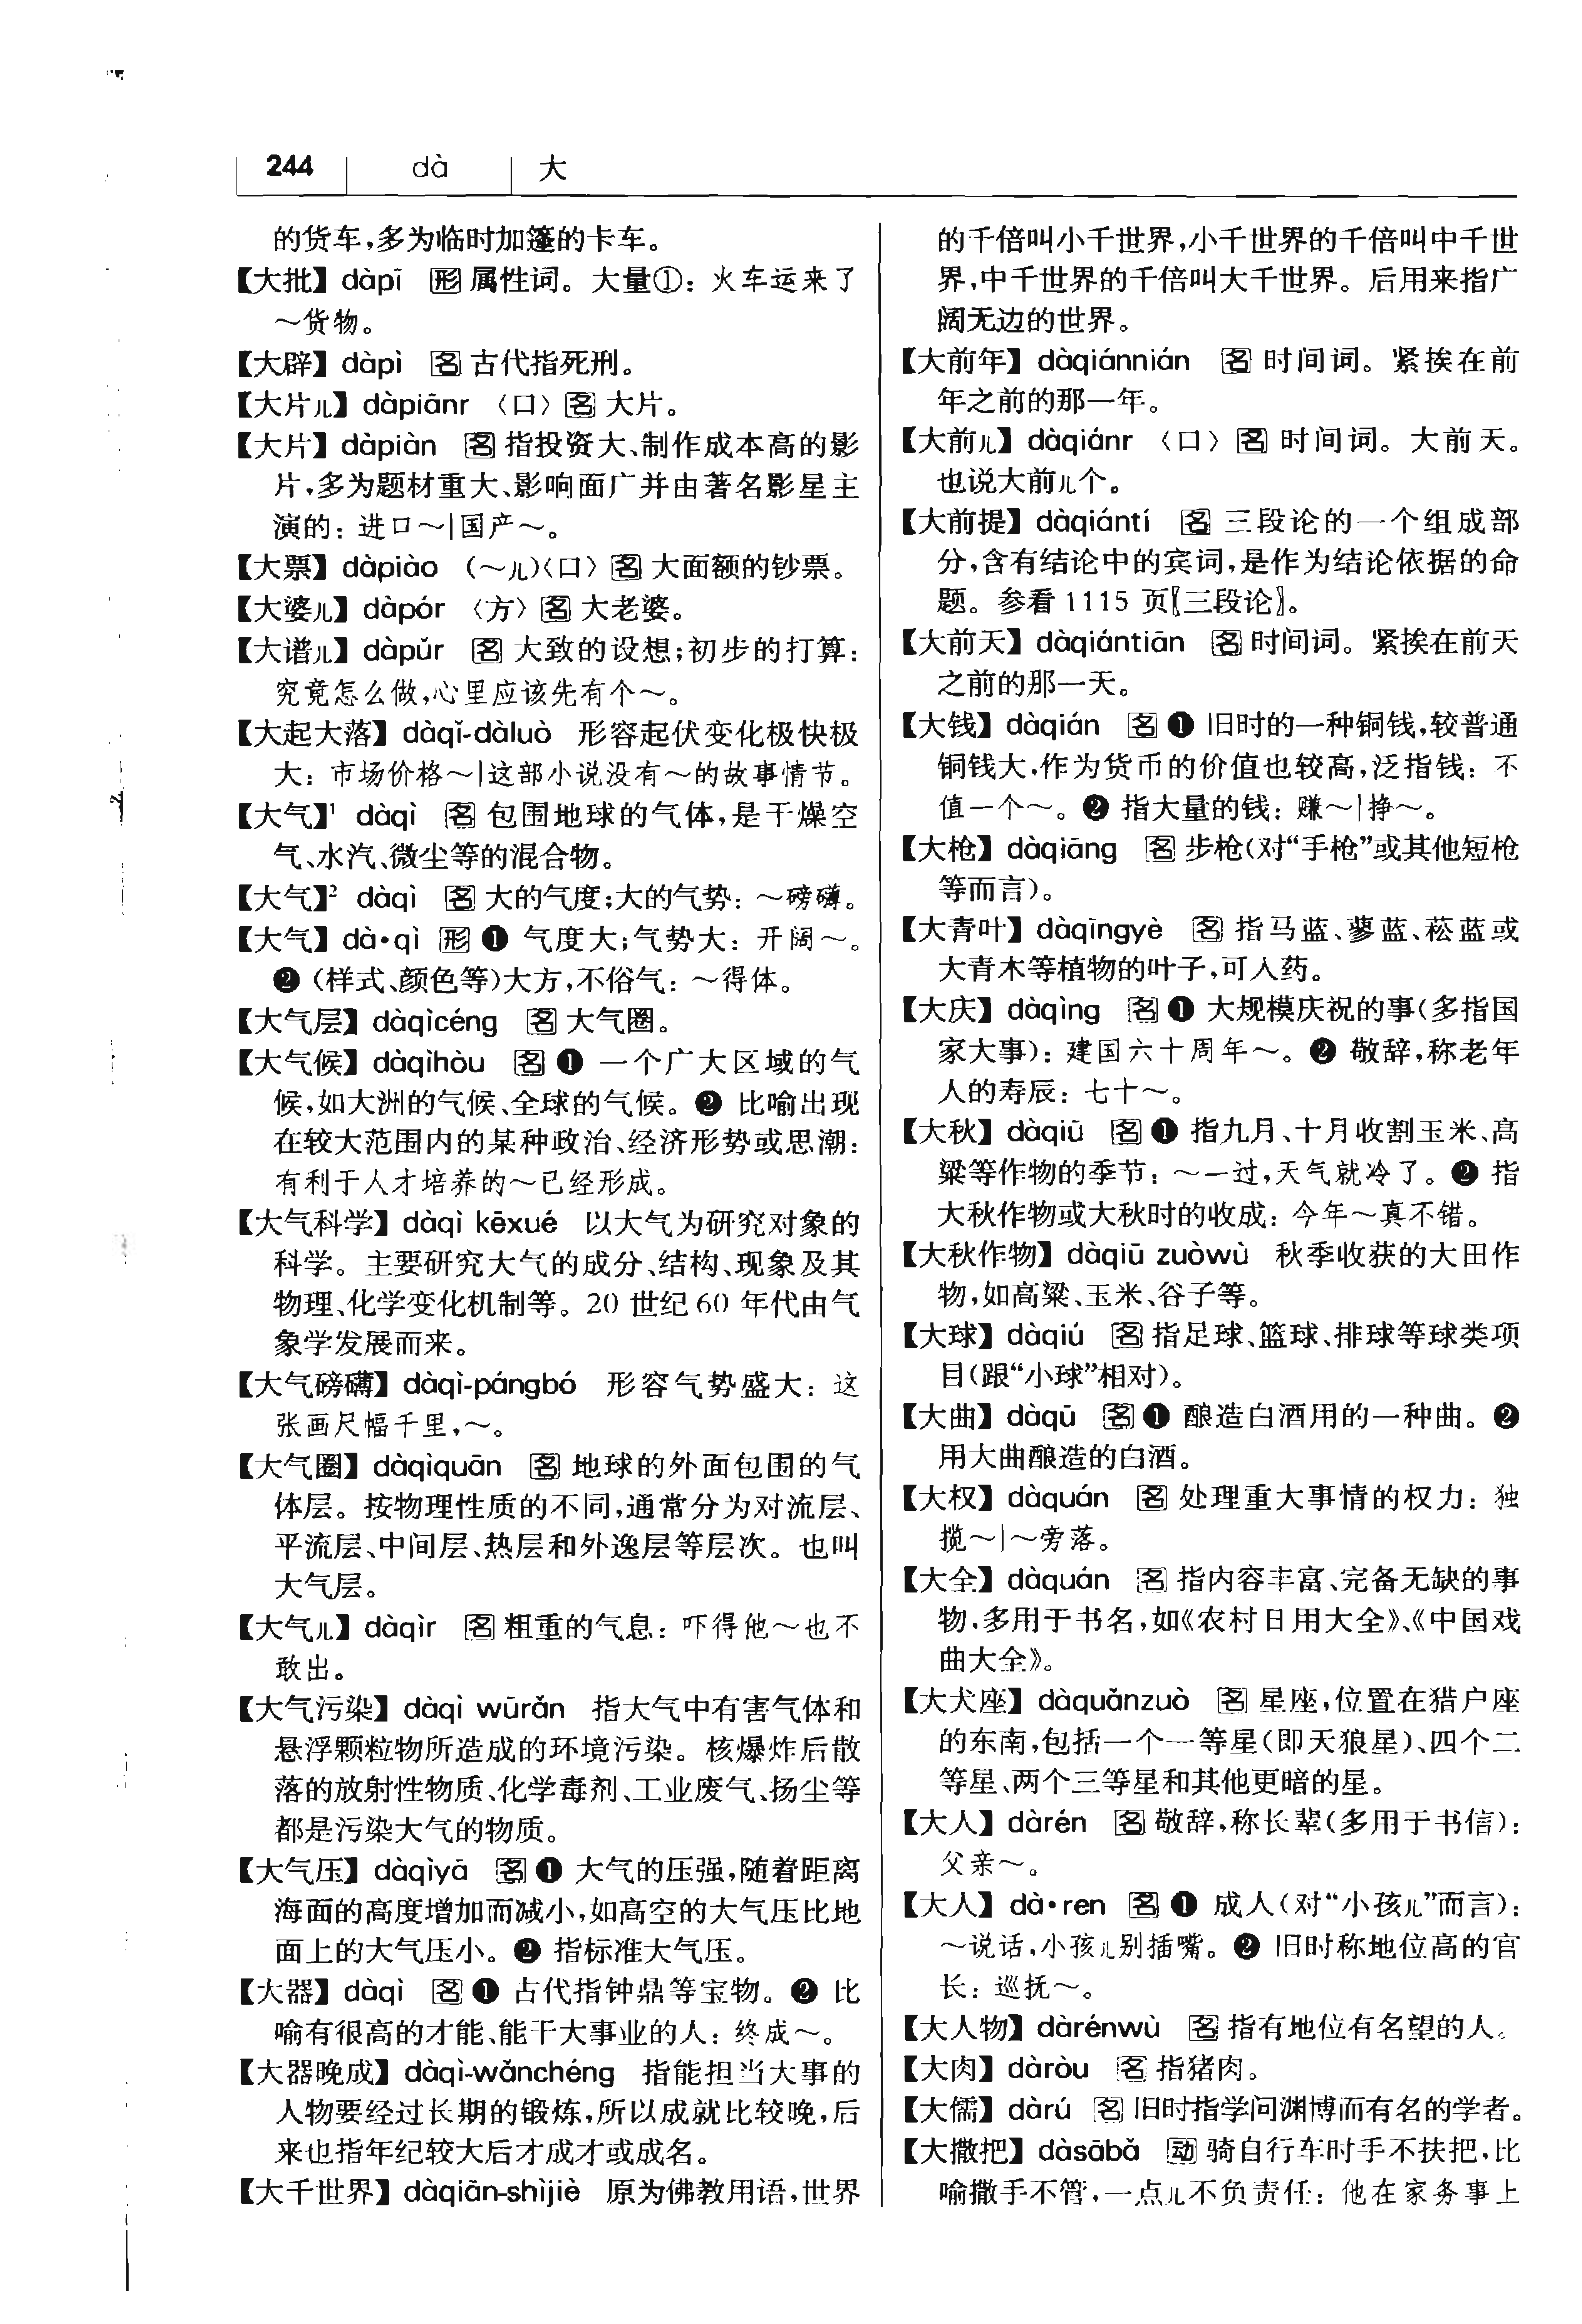 244 dà 大
的货车,多为临时加篷的卡车。
【大批】dàpī 形 属性词。大量①：火车运来了
～货物。
【大辟】dàpì 名 古代指死刑。
【大片儿】dàpiānr 〈口〉名 大片。
【大片】dàpiàn 名 指投资大、制作成本高的影
片,多为题材重大、影响面广并由著名影星主
演的：进口～|国产～。
【大票】dàpiào (～儿)〈口〉名 大面额的钞票。
【大婆儿】dàpór 〈方〉名 大老婆。
【大谱儿】dàpǔr 名 大致的设想;初步的打算：
究竟怎么做,心里应该先有个～。
【大起大落】dàqǐ-dàluò 形容起伏变化极快极
大：市场价格～|这部小说没有～的故事情节。
【大气】¹ dàqì 名 包围地球的气体,是干燥空
气、水汽、微尘等的混合物。
【大气】² dàqì 名 大的气度;大的气势：～磅礴。
【大气】dà•qì 形 ❶ 气度大;气势大：开阔～。
❷ (样式、颜色等)大方,不俗气：～得体。
【大气层】dàqìcéng 名 大气圈。
【大气候】dàqìhòu 名 ❶ 一个广大区域的气
候,如大洲的气候、全球的气候。❷ 比喻出现
在较大范围内的某种政治、经济形势或思潮：
有利于人才培养的～已经形成。
【大气科学】dàqì kēxué 以大气为研究对象的
科学。主要研究大气的成分、结构、现象及其
物理、化学变化机制等。20 世纪 60 年代由气
象学发展而来。
【大气磅礴】dàqì-pángbó 形容气势盛大：这
张画尺幅千里,～。
【大气圈】dàqìquān 名 地球的外面包围的气
体层。按物理性质的不同,通常分为对流层、
平流层、中间层、热层和外逸层等层次。也叫
大气层。
【大气儿】dàqìr 名 粗重的气息：吓得他～也不
敢出。
【大气污染】dàqì wūrǎn 指大气中有害气体和
悬浮颗粒物所造成的环境污染。核爆炸后散
落的放射性物质、化学毒剂、工业废气、扬尘等
都是污染大气的物质。
【大气压】dàqìyā 名 ❶ 大气的压强,随着距离
海面的高度增加而减小,如高空的大气压比地
面上的大气压小。❷ 指标准大气压。
【大器】dàqì 名 ❶ 古代指钟鼎等宝物。❷ 比
喻有很高的才能、能干大事业的人：终成～。
【大器晚成】dàqì-wǎnchéng 指能担当大事的
人物要经过长期的锻炼,所以成就比较晚,后
来也指年纪较大后才成才或成名。
【大千世界】dàqiān-shìjiè 原为佛教用语,世界
的千倍叫小千世界,小千世界的千倍叫中千世
界,中千世界的千倍叫大千世界。后用来指广
阔无边的世界。
【大前年】dàqiánnián 名 时间词。紧挨在前
年之前的那一年。
【大前儿】dàqiánr 〈口〉名 时间词。大前天。
也说大前儿个。
【大前提】dàqiántí 名 三段论的一个组成部
分,含有结论中的宾词,是作为结论依据的命
题。参看 1115 页〖三段论〗。
【大前天】dàqiántiān 名 时间词。紧挨在前天
之前的那一天。
【大钱】dàqián 名 ❶ 旧时的一种铜钱,较普通
铜钱大,作为货币的价值也较高,泛指钱：不
值一个～。❷ 指大量的钱：赚～|挣～。
【大枪】dàqiāng 名 步枪(对“手枪”或其他短枪
等而言)。
【大青叶】dàqīngyè 名 指马蓝、蓼蓝、菘蓝或
大青木等植物的叶子,可入药。
【大庆】dàqìng 名 ❶ 大规模庆祝的事(多指国
家大事)：建国六十周年～。❷ 敬辞,称老年
人的寿辰：七十～。
【大秋】dàqiū 名 ❶ 指九月、十月收割玉米、高
粱等作物的季节：～一过,天气就冷了。❷ 指
大秋作物或大秋时的收成：今年～真不错。
【大秋作物】dàqiū zuòwù 秋季收获的大田作
物,如高粱、玉米、谷子等。
【大球】dàqiú 名 指足球、篮球、排球等球类项
目(跟“小球”相对)。
【大曲】dàqū 名 ❶ 酿造白酒用的一种曲。❷
用大曲酿造的白酒。
【大权】dàquán 名 处理重大事情的权力：独
揽～|～旁落。
【大全】dàquán 名 指内容丰富、完备无缺的事
物,多用于书名,如《农村日用大全》、《中国戏
曲大全》。
【大犬座】dàquǎnzuò 名 星座,位置在猎户座
的东南,包括一个一等星(即天狼星)、四个二
等星、两个三等星和其他更暗的星。
【大人】dàrén 名 敬辞,称长辈(多用于书信)：
父亲～。
【大人】dà•ren 名 ❶ 成人(对“小孩儿”而言)：
～说话,小孩儿别插嘴。❷ 旧时称地位高的官
长：巡抚～。
【大人物】dàrénwù 名 指有地位有名望的人。
【大肉】dàròu 名 指猪肉。
【大儒】dàrú 名 旧时指学问渊博而有名的学者。
【大撒把】dàsābǎ 动 骑自行车时手不扶把,比
喻撒手不管,一点儿不负责任：他在家务事上